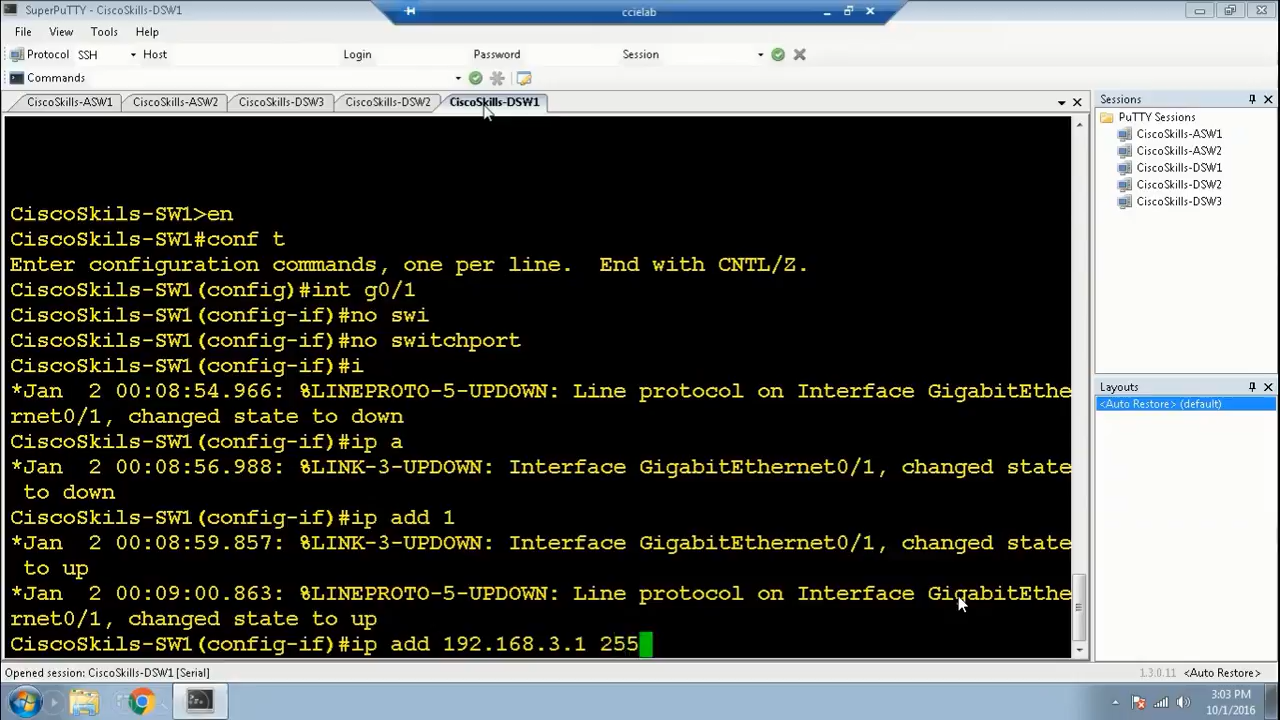 SuperPuTTY - CiscoSkills-DSW1
ccielab
File View Tools Help
Protocol SSH Host Login Password Session
Commands
CiscoSkills-ASW1 CiscoSkills-ASW2 CiscoSkills-DSW3 CiscoSkills-DSW2 CiscoSkills-DSW1
CiscoSkils-SW1>en
CiscoSkils-SW1#conf t
Enter configuration commands, one per line.  End with CNTL/Z.
CiscoSkils-SW1(config)#int g0/1
CiscoSkils-SW1(config-if)#no swi
CiscoSkils-SW1(config-if)#no switchport
CiscoSkils-SW1(config-if)#i
*Jan  2 00:08:54.966: %LINEPROTO-5-UPDOWN: Line protocol on Interface GigabitEthe
rnet0/1, changed state to down
CiscoSkils-SW1(config-if)#ip a
*Jan  2 00:08:56.988: %LINK-3-UPDOWN: Interface GigabitEthernet0/1, changed state
 to down
CiscoSkils-SW1(config-if)#ip add 1
*Jan  2 00:08:59.857: %LINK-3-UPDOWN: Interface GigabitEthernet0/1, changed state
 to up
*Jan  2 00:09:00.863: %LINEPROTO-5-UPDOWN: Line protocol on Interface GigabitEthe
rnet0/1, changed state to up
CiscoSkils-SW1(config-if)#ip add 192.168.3.1 255
Sessions
PuTTY Sessions
CiscoSkills-ASW1
CiscoSkills-ASW2
CiscoSkills-DSW1
CiscoSkills-DSW2
CiscoSkills-DSW3
Layouts
<Auto Restore> (default)
Opened session: CiscoSkills-DSW1 [Serial]
1.3.0.11 <Auto Restore>
3:03 PM
10/1/2016